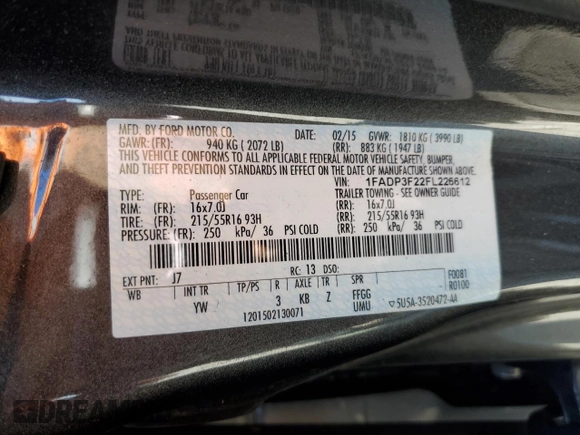 MFD. BY FORD MOTOR CO. 02/15 GVWR: 1810 KG ( 3990 LB)
GAWR:(FR) 940 KG ( 2072 LB) (RR) 883 KG ( 1947 LB)
THIS VEHICLE CONFORMS TO ALL APPLICABLE FEDERAL MOTOR VEHICLE SAFETY, BUMPER,
AND THEFT PREVENTION STANDARDS IN EFFECT ON THE DATE OF MANUFACTURE SHOWN ABOVE.
VIN: 1FADP3F22FL226612
TYPE: Passenger Car TRAILER TOWING - SEE OWNER GUIDE
RIM: (FR) 16x7.0J (RR) 16x7.0J
TIRE: (FR) 215/55R16 93H (RR) 215/55R16 93H
PRESSURE: (FR) 250 kPa/ 36 PSI COLD (RR) 250 kPa/ 36 PSI COLD
EXT PNT: J7 RC: 13 DSO: F0081
WB INT TR TP/PS R AXLE TR SPR R0100
YW 3 KB Z FFGG
1201502130071 UMU 5U5A-3520472-AA